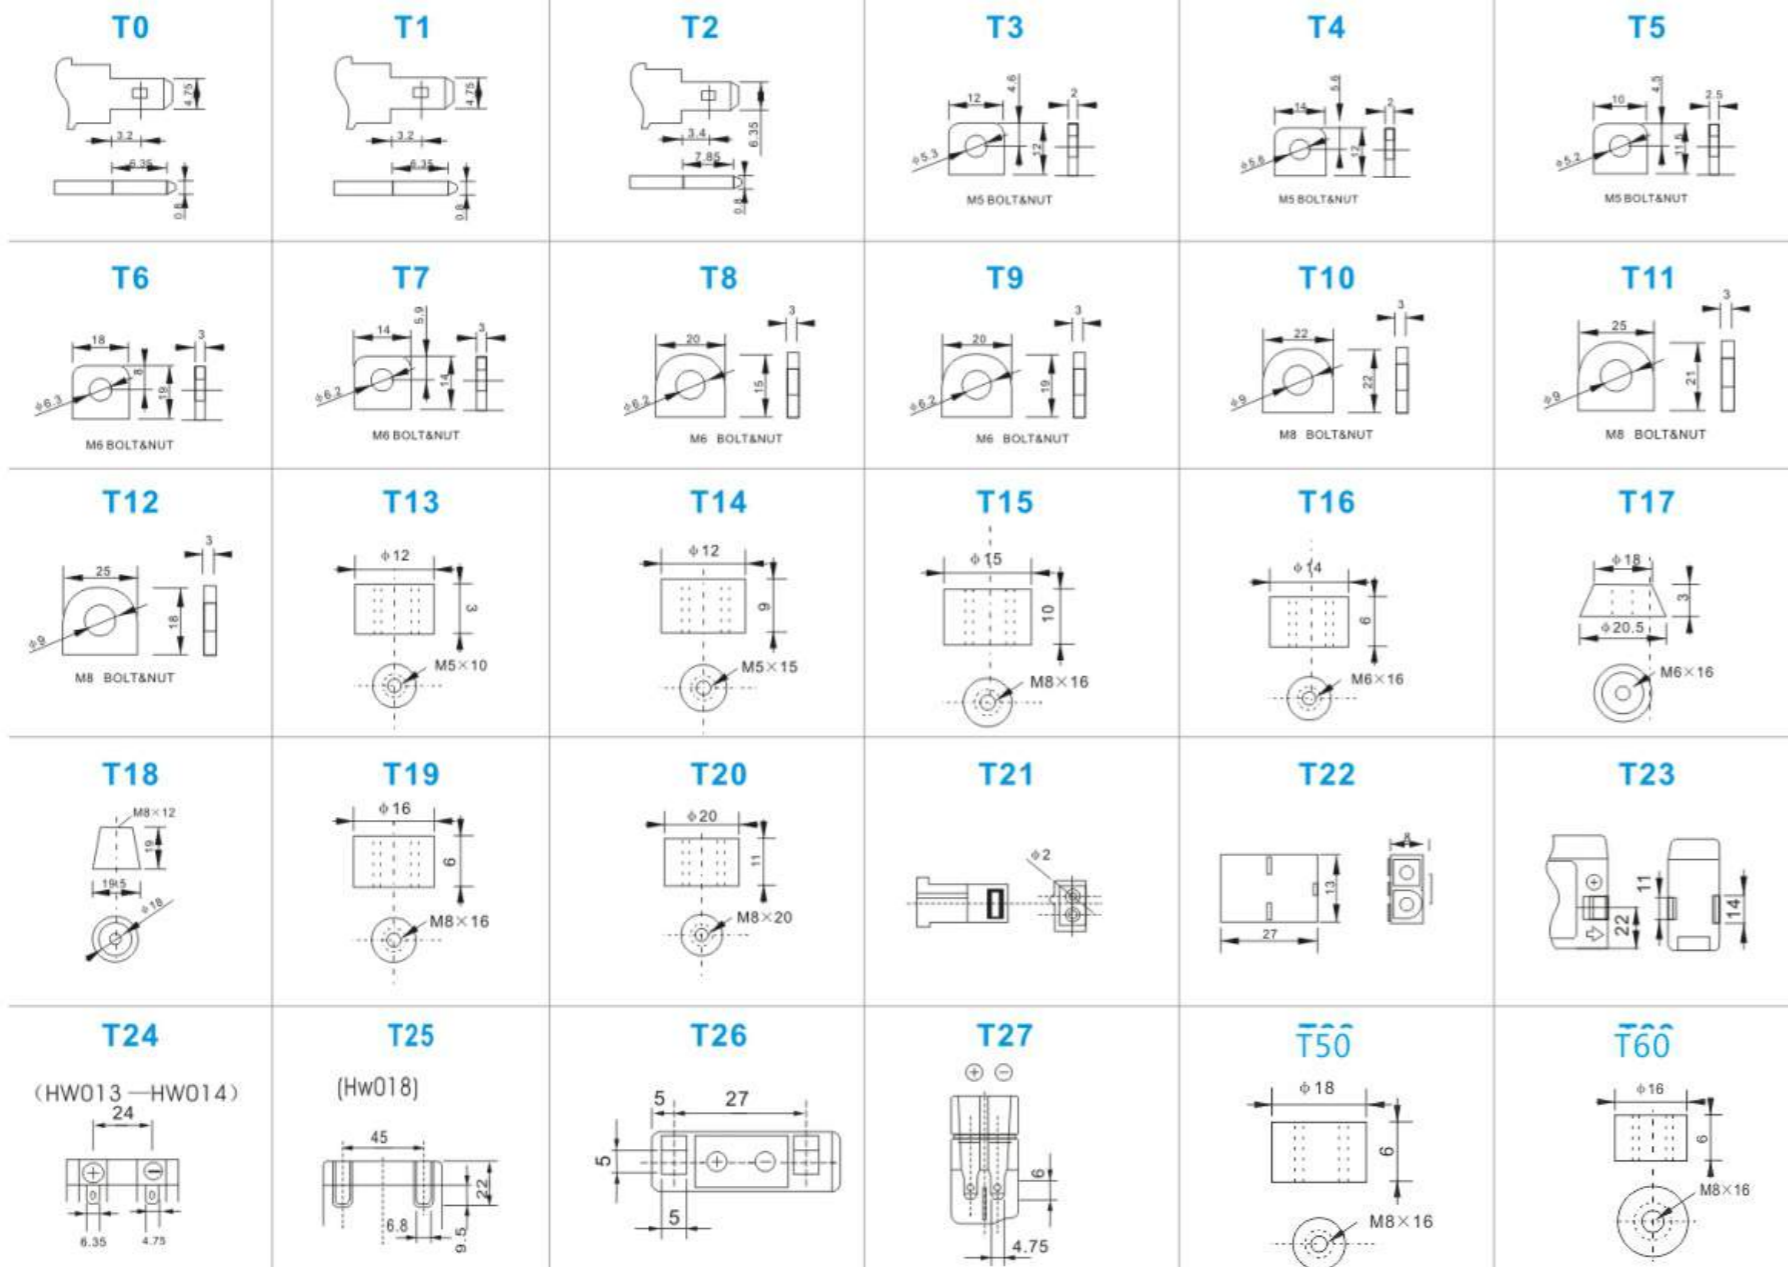 T0
4.75
3.2
6.35
0.8
T1
4.75
3.2
6.35
0.8
T2
6.35
3.4
7.85
0.8
T3
12
4.6
2
ϕ5.3
12
M5 BOLT&NUT
T4
14
5.6
2
ϕ5.6
12
M5 BOLT&NUT
T5
10
4.5
2.5
ϕ5.2
11.5
M5 BOLT&NUT
T6
18
3
8
19
ϕ6.3
M6 BOLT&NUT
T7
14
5.9
3
ϕ6.2
14
M6 BOLT&NUT
T8
3
20
15
ϕ6.2
M6 BOLT&NUT
T9
3
20
19
ϕ6.2
M6 BOLT&NUT
T10
3
22
22
ϕ9
M8 BOLT&NUT
T11
3
25
21
ϕ9
M8 BOLT&NUT
T12
3
25
18
ϕ9
M8 BOLT&NUT
T13
ϕ12
3
M5×10
T14
ϕ12
9
M5×15
T15
ϕ15
10
M8×16
T16
ϕ14
6
M6×16
T17
ϕ18
3
ϕ20.5
M6×16
T18
M8×12
19
19.5
ϕ18
T19
ϕ16
6
M8×16
T20
ϕ20
11
M8×20
T21
ϕ2
T22
8
13
27
T23
11
22
14
T24
(HW013—HW014)
24
+ −
6.35 4.75
T25
(HW018)
45
22
6.8
9.5
T26
5 27
5
+ −
5
T27
+ −
6
4.75
T50
ϕ18
6
M8×16
T60
ϕ16
6
M8×16